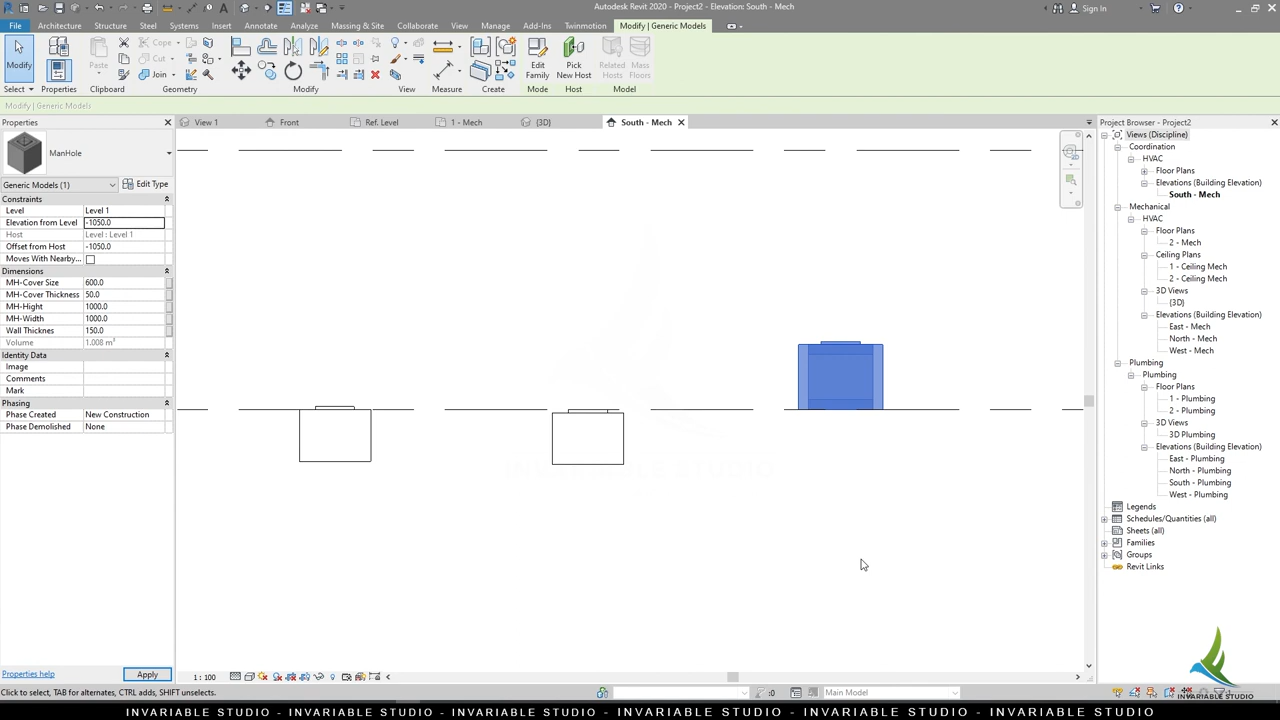 Autodesk Revit 2020 - Project2 - Elevation: South - Mech
Sign In
File Architecture Structure Steel Systems Insert Annotate Analyze Massing & Site Collaborate View Manage Add-Ins Twinmotion Modify | Generic Models
Modify Paste Cope Cut Join Edit Family Pick New Host Related Hosts Mass Floors
Select Properties Clipboard Geometry Modify View Measure Create Mode Host Model
Modify | Generic Models
Properties
ManHole
Generic Models (1) Edit Type
Constraints
Level Level 1
Elevation from Level -1050.0
Host Level : Level 1
Offset from Host -1050.0
Moves With Nearby...
Dimensions
MH-Cover Size 600.0
MH-Cover Thickness 50.0
MH-Hight 1000.0
MH-Width 1000.0
Wall Thicknes 150.0
Volume 1.008 m³
Identity Data
Image
Comments
Mark
Phasing
Phase Created New Construction
Phase Demolished None
Properties help Apply
View 1 Front Ref. Level 1 - Mech {3D} South - Mech
INVARIABLE STUDIO
1 : 100
Project Browser - Project2
Views (Discipline)
Coordination
HVAC
Floor Plans
Elevations (Building Elevation)
South - Mech
Mechanical
HVAC
Floor Plans
2 - Mech
Ceiling Plans
1 - Ceiling Mech
2 - Ceiling Mech
3D Views
{3D}
Elevations (Building Elevation)
East - Mech
North - Mech
West - Mech
Plumbing
Plumbing
Floor Plans
1 - Plumbing
2 - Plumbing
3D Views
3D Plumbing
Elevations (Building Elevation)
East - Plumbing
North - Plumbing
South - Plumbing
West - Plumbing
Legends
Schedules/Quantities (all)
Sheets (all)
Families
Groups
Revit Links
Click to select, TAB for alternates, CTRL adds, SHIFT unselects. :0 Main Model
INVARIABLE STUDIO
INVARIABLE STUDIO - INVARIABLE STUDIO - INVARIABLE STUDIO - INVARIABLE STUDIO - INVARIABLE STUDIO - INVARIABLE STUDIO